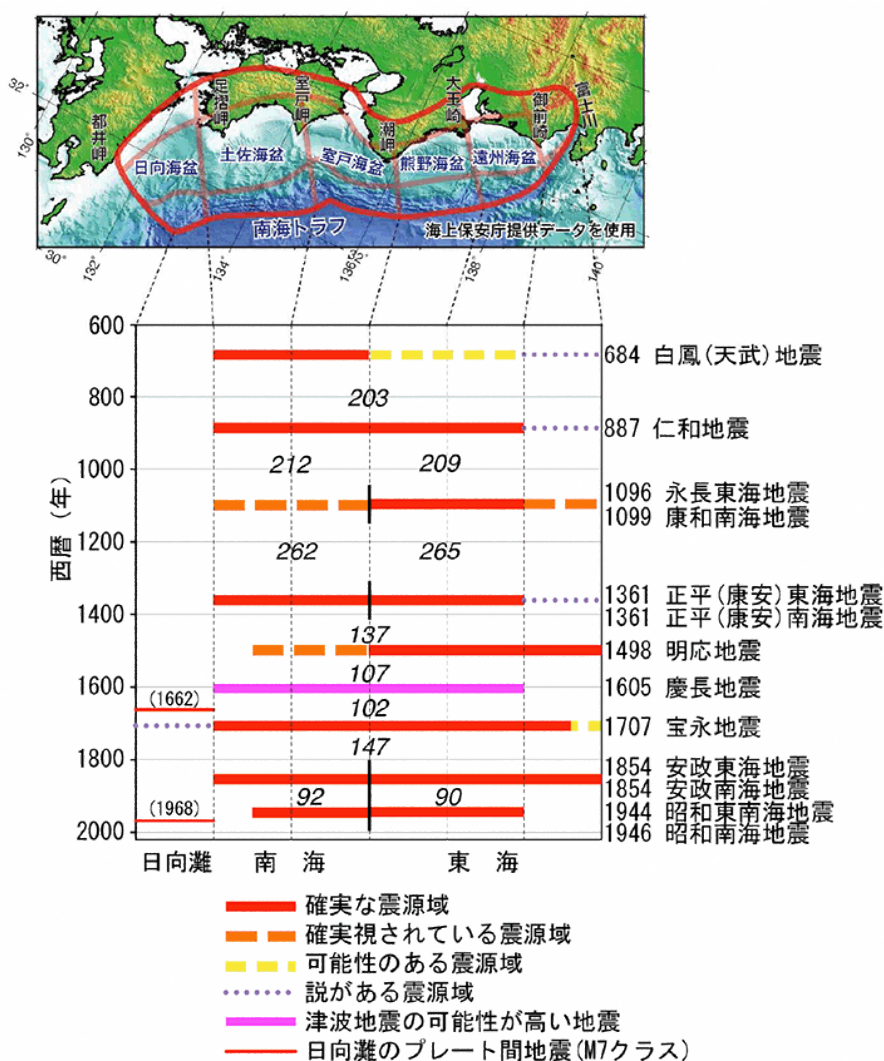 32°
130°
都井岬
足摺岬
室戸岬
潮岬
大王崎
御前崎
富士川
日向海盆
土佐海盆
室戸海盆
熊野海盆
遠州海盆
南海トラフ
海上保安庁提供データを使用
30°
132°
134°
136°
138°
140°
西暦(年)
600
800
1000
1200
1400
1600
1800
2000
203
212
209
262
265
137
107
(1662)
102
147
(1968)
92
90
684 白鳳(天武)地震
887 仁和地震
1096 永長東海地震
1099 康和南海地震
1361 正平(康安)東海地震
1361 正平(康安)南海地震
1498 明応地震
1605 慶長地震
1707 宝永地震
1854 安政東海地震
1854 安政南海地震
1944 昭和東南海地震
1946 昭和南海地震
日向灘 南 海 東 海
確実な震源域
確実視されている震源域
可能性のある震源域
説がある震源域
津波地震の可能性が高い地震
日向灘のプレート間地震(M7クラス)